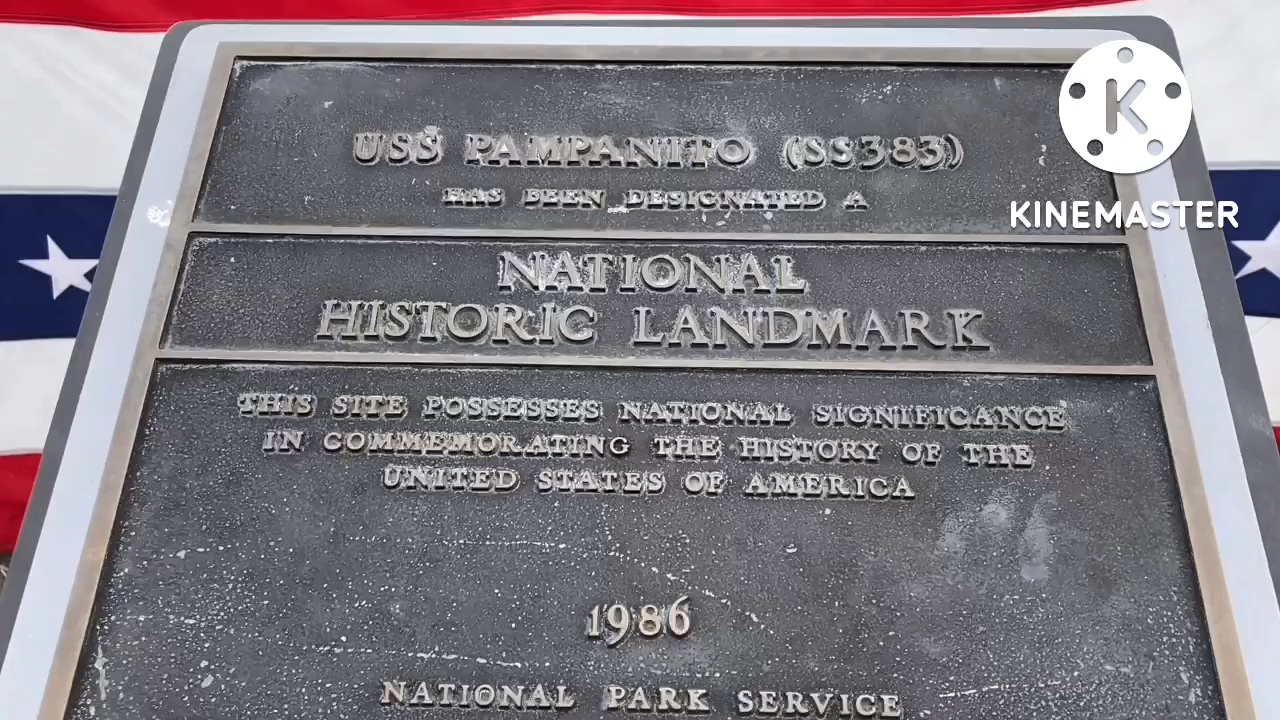 USS PAMPANITO (SS383)
HAS BEEN DESIGNATED A
NATIONAL
HISTORIC LANDMARK
THIS SITE POSSESSES NATIONAL SIGNIFICANCE
IN COMMEMORATING THE HISTORY OF THE
UNITED STATES OF AMERICA
1986
NATIONAL PARK SERVICE
K
KINEMASTER